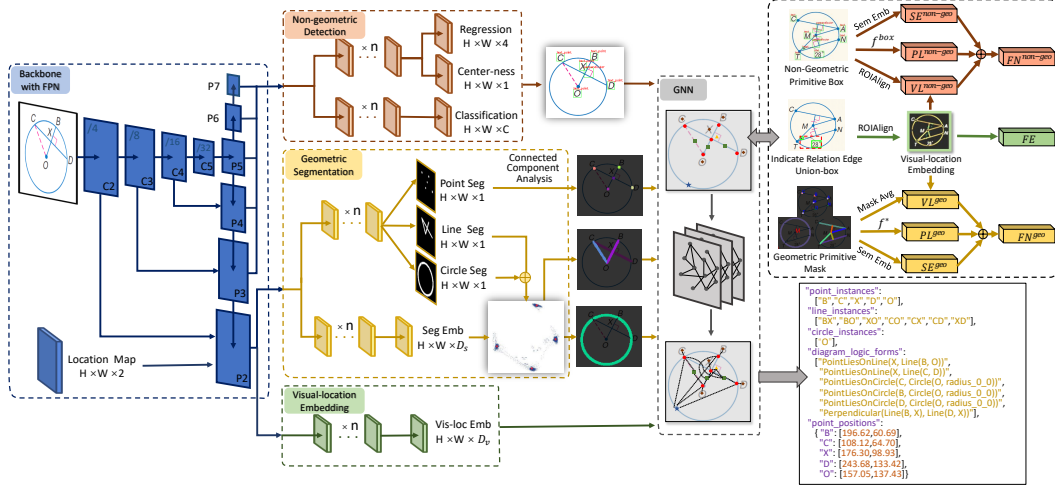 Backbone
with FPN
C
B
X
O
D
/4
/8
/16
/32
C2
C3
C4
C5
P7
P6
P5
P4
P3
P2
Location Map
H × W × 2
Non-geometric
Detection
× n
Regression
H × W × 4
Center-ness
H × W × 1
Classification
H × W × C
Geometric
Segmentation
× n
Point Seg
H × W × 1
Line Seg
H × W × 1
Circle Seg
H × W × 1
Connected
Component
Analysis
× n
Seg Emb
H × W × Dₛ
Visual-location
Embedding
× n
Vis-loc Emb
H × W × Dᵥ
GNN
Non-Geometric
Primitive Box
Sem Emb
f^box
ROIAlign
SE^non-geo
PL^non-geo
VL^non-geo
FN^non-geo
Indicate Relation Edge
Union-box
ROIAlign
Visual-location
Embedding
FE
Geometric Primitive
Mask
Mask Avg
f*
Sem Emb
VL^geo
PL^geo
SE^geo
FN^geo
"point_instances":
["B","C","X","D","O"],
"line_instances":
["BX","BO","XO","CO","CX","CD","XD"],
"circle_instances":
["O"],
"diagram_logic_forms":
["PointLiesOnLine(X, Line(B, O))",
"PointLiesOnLine(X, Line(C, D))",
"PointLiesOnCircle(C, Circle(O, radius_0_0))",
"PointLiesOnCircle(B, Circle(O, radius_0_0))",
"PointLiesOnCircle(D, Circle(O, radius_0_0))",
"Perpendicular(Line(B, X), Line(D, X))"],
"point_positions":
{ "B": [196.62,60.69],
"C": [108.12,64.70],
"X": [176.30,98.93],
"D": [243.68,133.42],
"O": [157.05,137.43]}